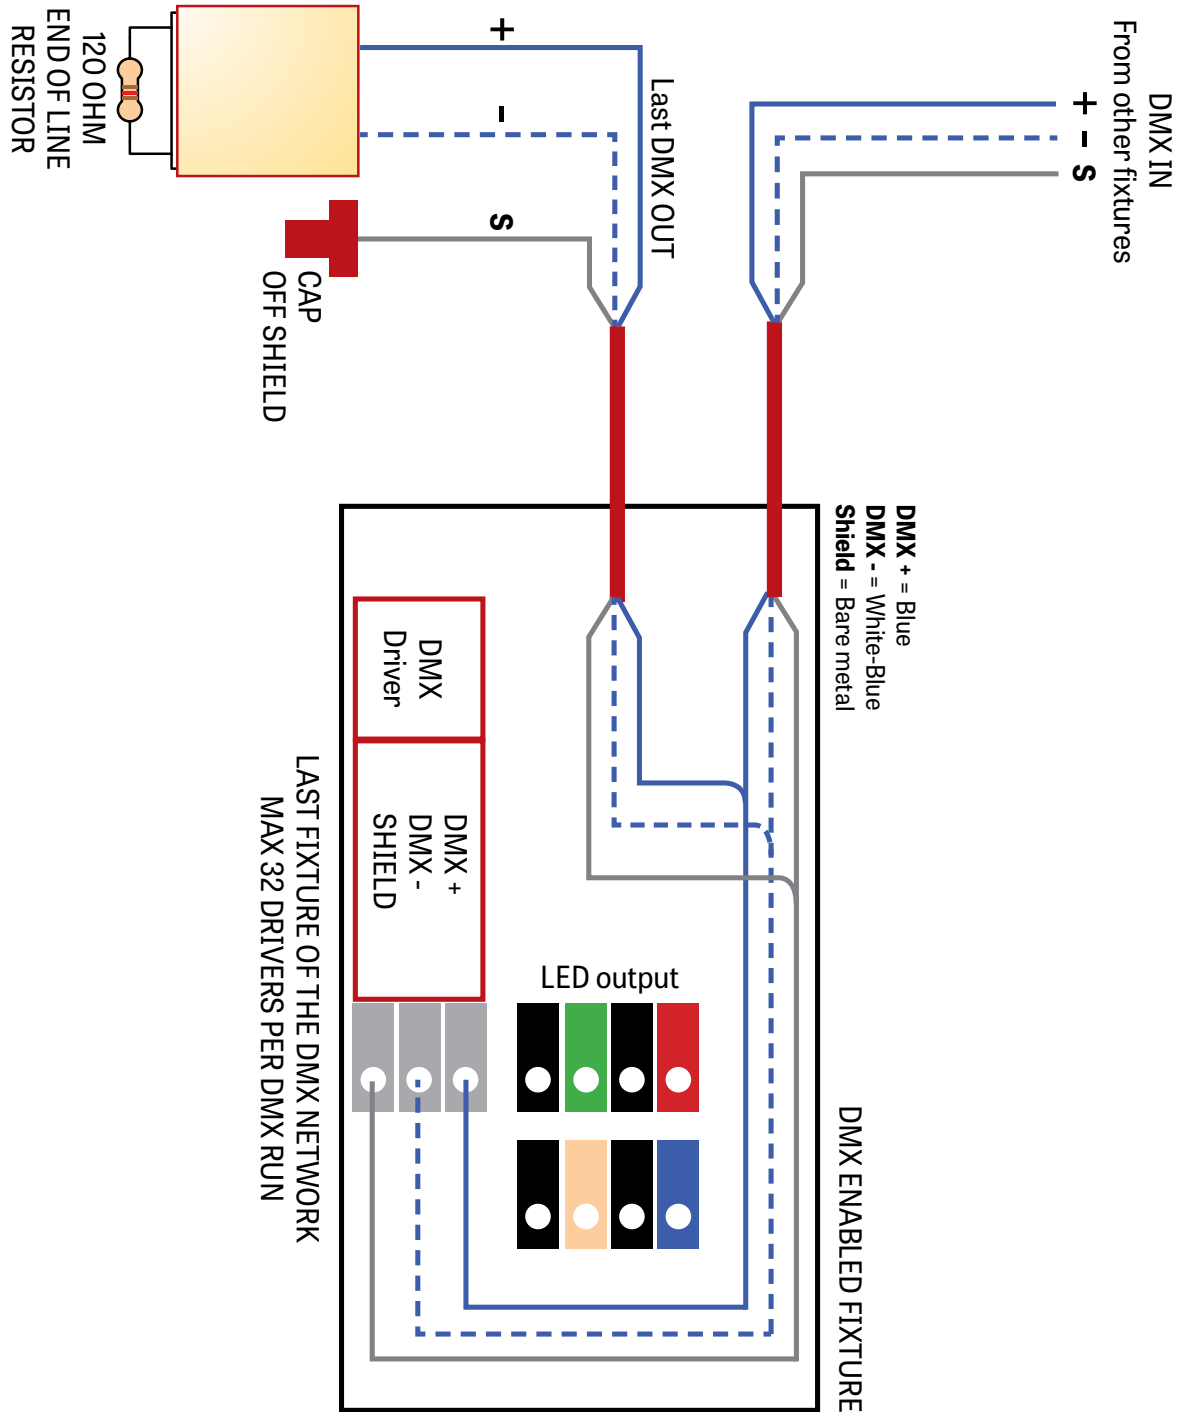 DMX IN
From other fixtures
+
-
S
Last DMX OUT
+
-
S
120 OHM
END OF LINE
RESISTOR
CAP
OFF SHIELD
DMX + = Blue
DMX - = White-Blue
Shield = Bare metal
DMX
Driver
DMX +
DMX -
SHIELD
LED output
DMX ENABLED FIXTURE
LAST FIXTURE OF THE DMX NETWORK
MAX 32 DRIVERS PER DMX RUN